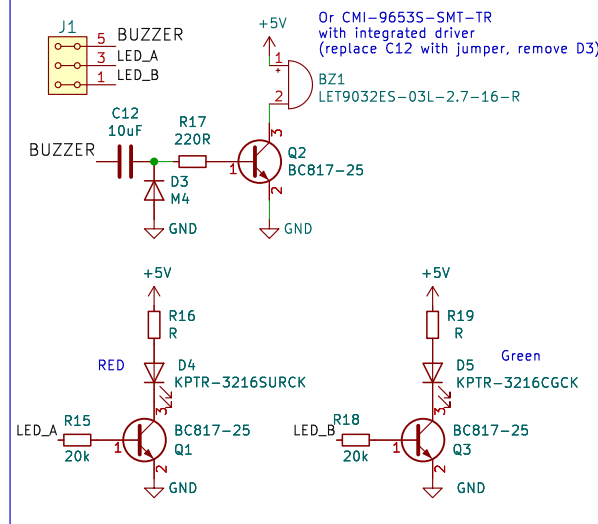 J1
5
BUZZER
3
LED_A
1
LED_B
+5V
Or CMI-9653S-SMT-TR
with integrated driver
(replace C12 with jumper, remove D3)
1
+
BZ1
2
LET9032ES-03L-2.7-16-R
C12
10uF
R17
220R
BUZZER
3
1
Q2
BC817-25
2
D3
M4
GND
GND
+5V
R16
R
RED
D4
KPTR-3216SURCK
3
LED_A
R15
20k
1
BC817-25
Q1
2
GND
+5V
R19
R
Green
D5
KPTR-3216CGCK
3
LED_B
R18
20k
1
BC817-25
Q3
2
GND